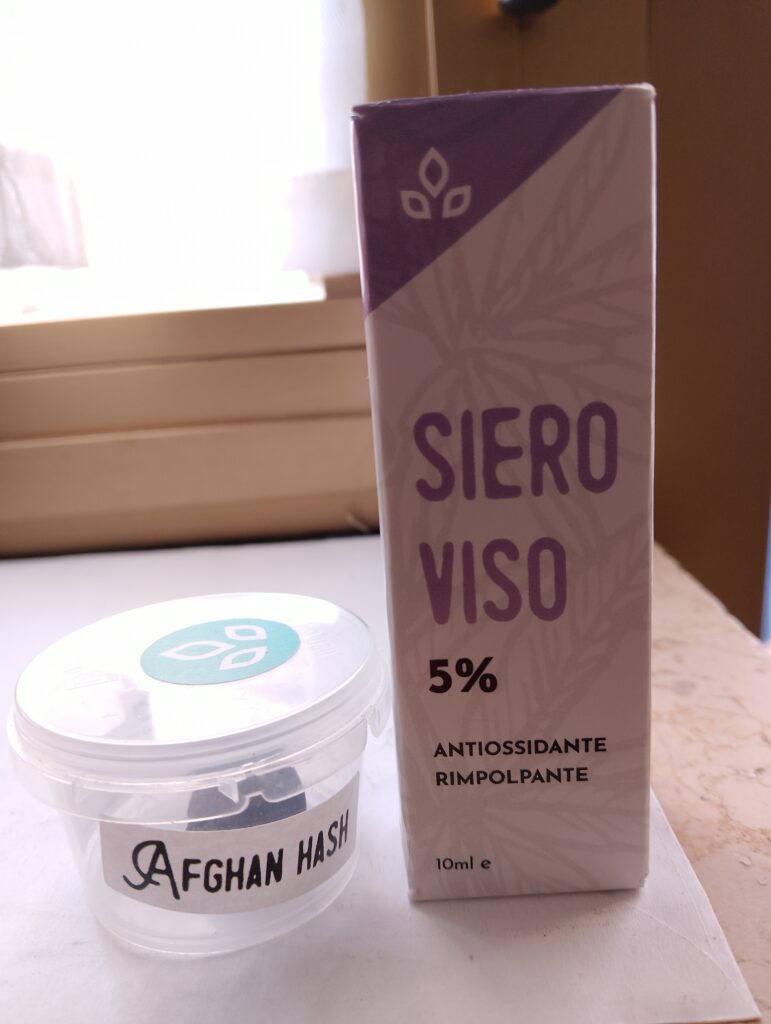 SIERO
VISO
5%
ANTIOSSIDANTE
RIMPOLPANTE
10ml e
AFGHAN HASH